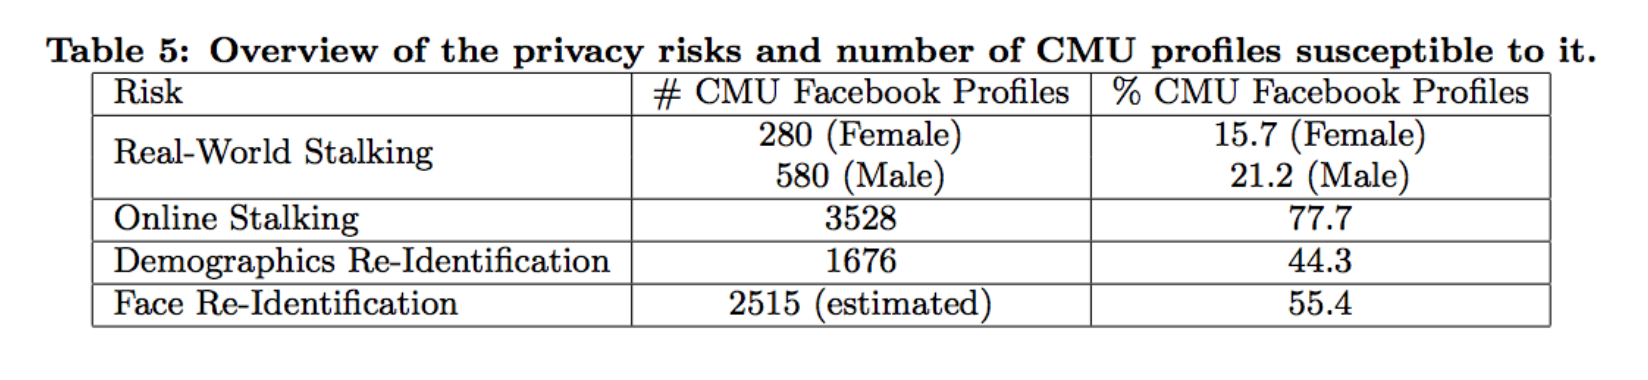 Table 5: Overview of the privacy risks and number of CMU profiles susceptible to it.
Risk # CMU Facebook Profiles % CMU Facebook Profiles
Real-World Stalking 280 (Female) 15.7 (Female)
580 (Male) 21.2 (Male)
Online Stalking 3528 77.7
Demographics Re-Identification 1676 44.3
Face Re-Identification 2515 (estimated) 55.4